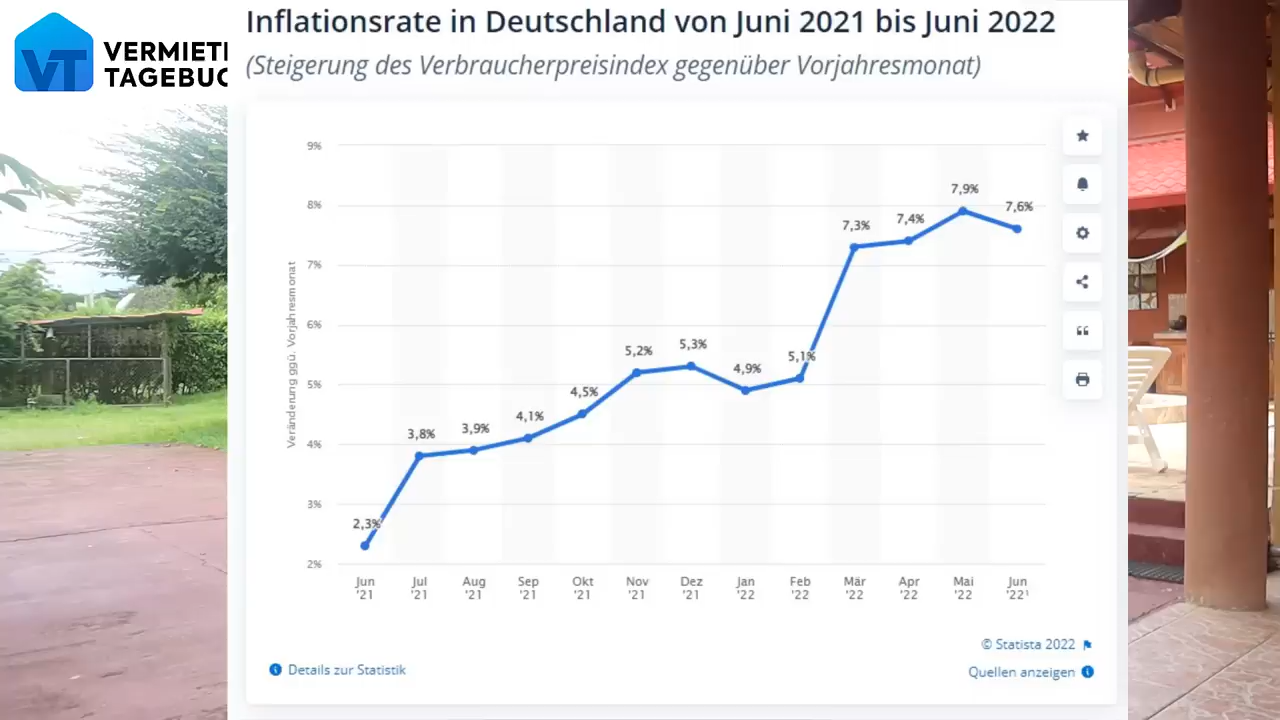 VERMIETE
TAGEBUC
VT
Inflationsrate in Deutschland von Juni 2021 bis Juni 2022
(Steigerung des Verbraucherpreisindex gegenüber Vorjahresmonat)
Veränderung ggü. Vorjahresmonat
9%
8%
7%
6%
5%
4%
3%
2%
2,3%
3,8%
3,9%
4,1%
4,5%
5,2%
5,3%
4,9%
5,1%
7,3%
7,4%
7,9%
7,6%
Jun '21
Jul '21
Aug '21
Sep '21
Okt '21
Nov '21
Dez '21
Jan '22
Feb '22
Mär '22
Apr '22
Mai '22
Jun '22¹
© Statista 2022
Details zur Statistik
Quellen anzeigen